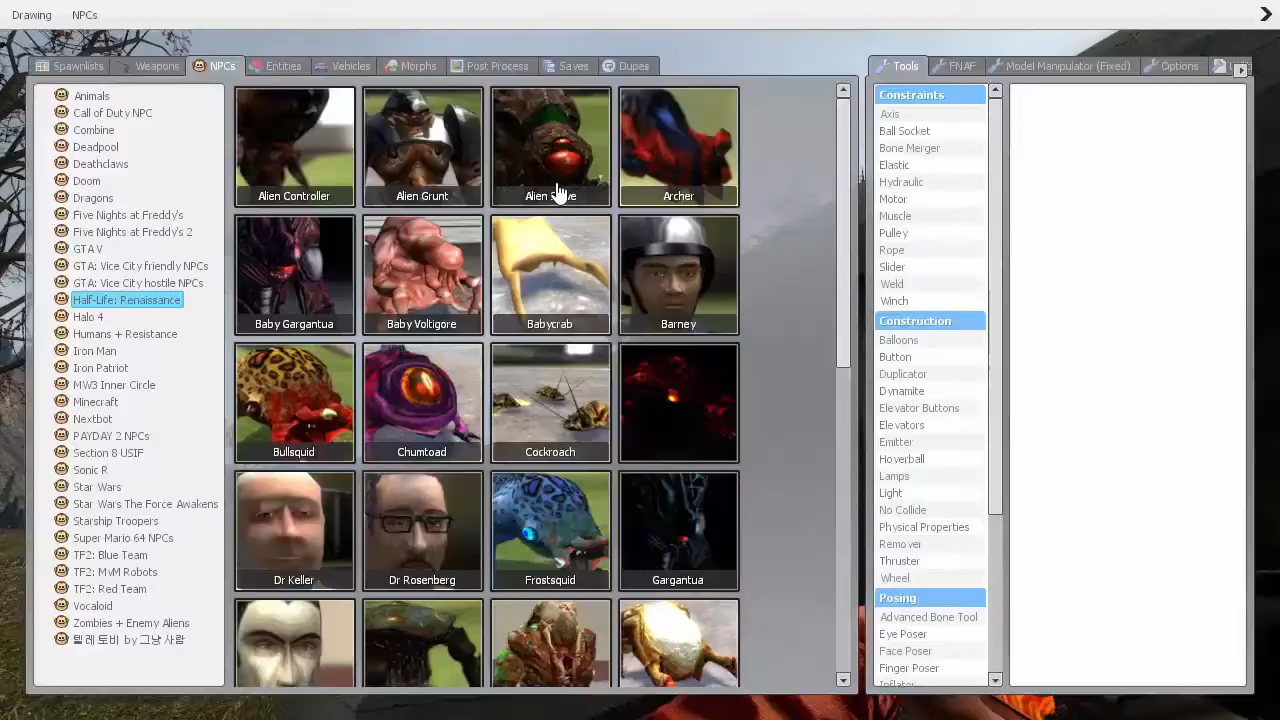 Drawing NPCs
Spawnlists Weapons NPCs Entities Vehicles Morphs Post Process Saves Dupes
Tools FNAF Model Manipulator (Fixed) Options
Animals
Call of Duty NPC
Combine
Deadpool
Deathclaws
Doom
Dragons
Five Nights at Freddy's
Five Nights at Freddy's 2
GTA V
GTA: Vice City friendly NPCs
GTA: Vice City hostile NPCs
Half-Life: Renaissance
Halo 4
Humans + Resistance
Iron Man
Iron Patriot
MW3 Inner Circle
Minecraft
Nextbot
PAYDAY 2 NPCs
Section 8 USIF
Sonic R
Star Wars
Star Wars The Force Awakens
Starship Troopers
Super Mario 64 NPCs
TF2: Blue Team
TF2: MvM Robots
TF2: Red Team
Vocaloid
Zombies + Enemy Aliens
텔레토비 by 그냥 사람
Alien Controller
Alien Grunt
Alien
Archer
Baby Gargantua
Baby Voltigore
Babycrab
Barney
Bullsquid
Chumtoad
Cockroach
Dr Keller
Dr Rosenberg
Frostsquid
Gargantua
Constraints
Axis
Ball Socket
Bone Merger
Elastic
Hydraulic
Motor
Muscle
Pulley
Rope
Slider
Weld
Winch
Construction
Balloons
Button
Duplicator
Dynamite
Elevator Buttons
Elevators
Emitter
Hoverball
Lamps
Light
No Collide
Physical Properties
Remover
Thruster
Wheel
Posing
Advanced Bone Tool
Eye Poser
Face Poser
Finger Poser